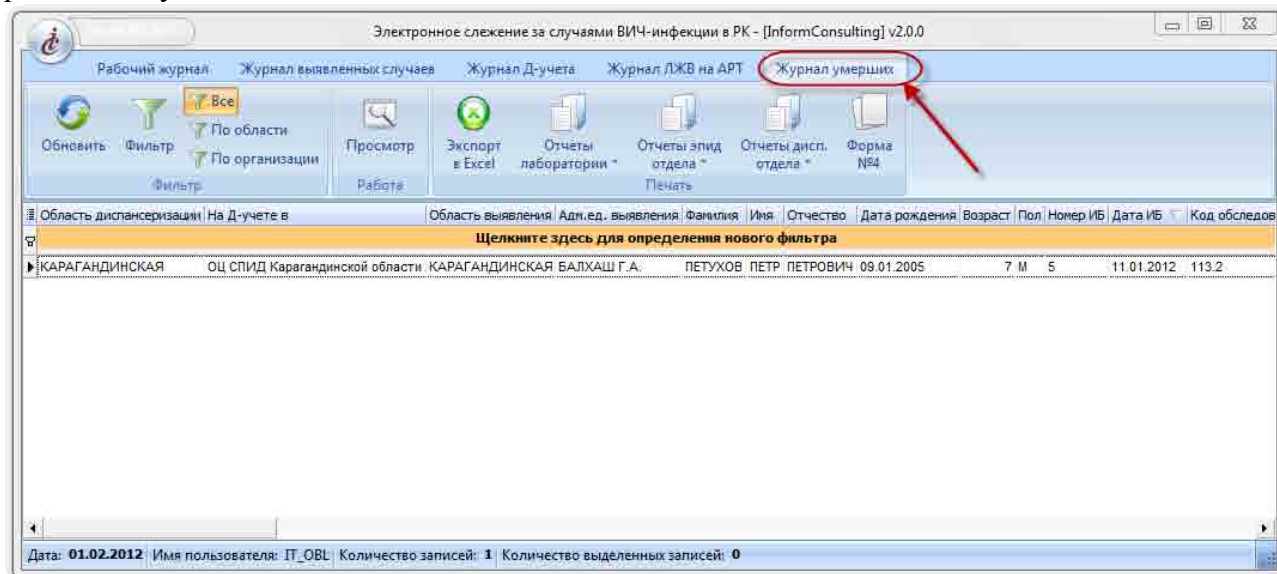 Электронное слежение за случаями ВИЧ-инфекции в РК - [InformConsulting] v2.0.0
Рабочий журнал Журнал выявленных случаев Журнал Д-учета Журнал ЛЖВ на АРТ Журнал умерших
Обновить Фильтр Все По области По организации Просмотр Экспорт в Excel Отчеты лаборатории Отчеты эпид отдела Отчеты дисп. отдела Форма №4
Фильтр Работа Печать
Область диспансеризации На Д-учете в Область выявления Адм.ед. выявления Фамилия Имя Отчество Дата рождения Возраст Пол Номер ИБ Дата ИБ Код обследов
Щелкните здесь для определения нового фильтра
КАРАГАНДИНСКАЯ ОЦ СПИД Карагандинской области КАРАГАНДИНСКАЯ БАЛХАШ Г.А. ПЕТУХОВ ПЕТР ПЕТРОВИЧ 09.01.2005 7 М 5 11.01.2012 113.2
Дата: 01.02.2012 Имя пользователя: IT_OBL Количество записей: 1 Количество выделенных записей: 0